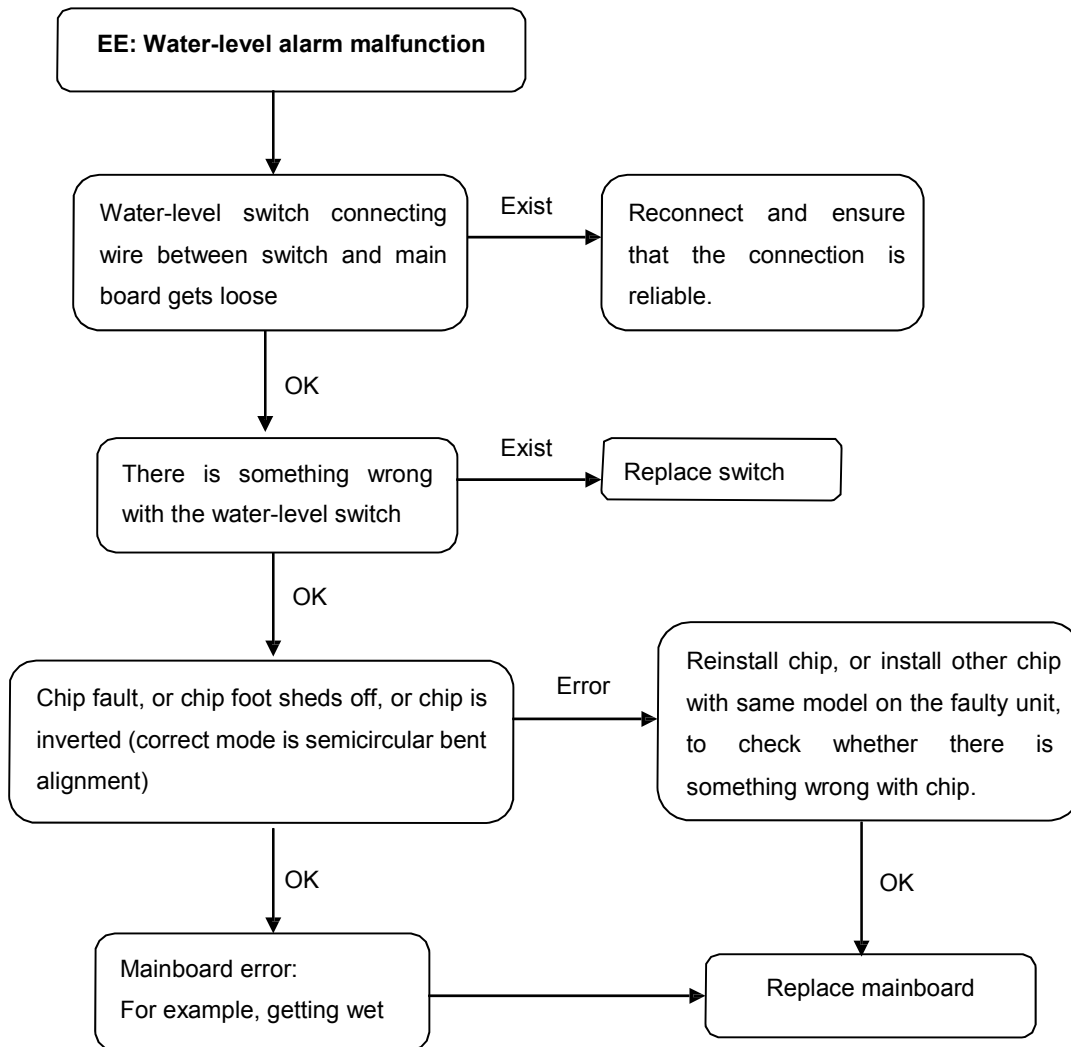 EE: Water-level alarm malfunction
Water-level switch connecting
wire between switch and main
board gets loose
Exist
Reconnect and ensure
that the connection is
reliable.
OK
There is something wrong
with the water-level switch
Exist
Replace switch
OK
Chip fault, or chip foot sheds off, or chip is
inverted (correct mode is semicircular bent
alignment)
Error
Reinstall chip, or install other chip
with same model on the faulty unit,
to check whether there is
something wrong with chip.
OK
OK
Mainboard error:
For example, getting wet
Replace mainboard